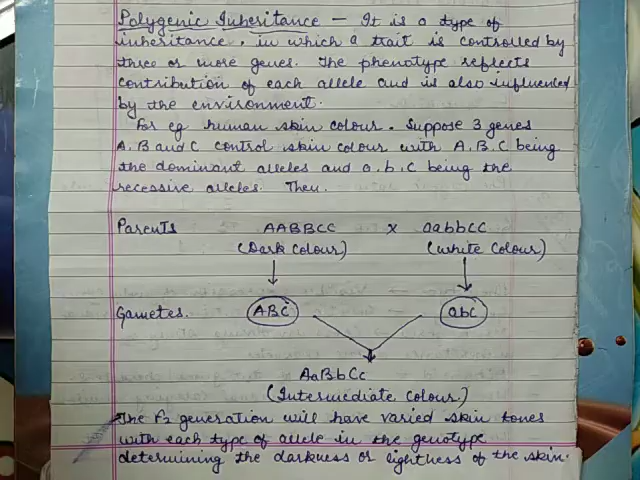 Polygenic Inheritance - It is a type of
inheritance, in which a trait is controlled by
three or more genes. The phenotype reflects
contribution of each allele and is also influenced
by the environment.
For eg human skin colour. Suppose 3 genes
A, B and C control skin colour with A, B, C being
the dominant alleles and a, b, c being the
recessive alleles. Then.
Parents AABBCC x aabbCC
(Dark colour) (White colour)
Gametes. ABC abC
AaBbCc
(Intermediate colour.)
The F2 generation will have varied skin tones
with each type of allele in the genotype
determining the darkness or lightness of the skin.